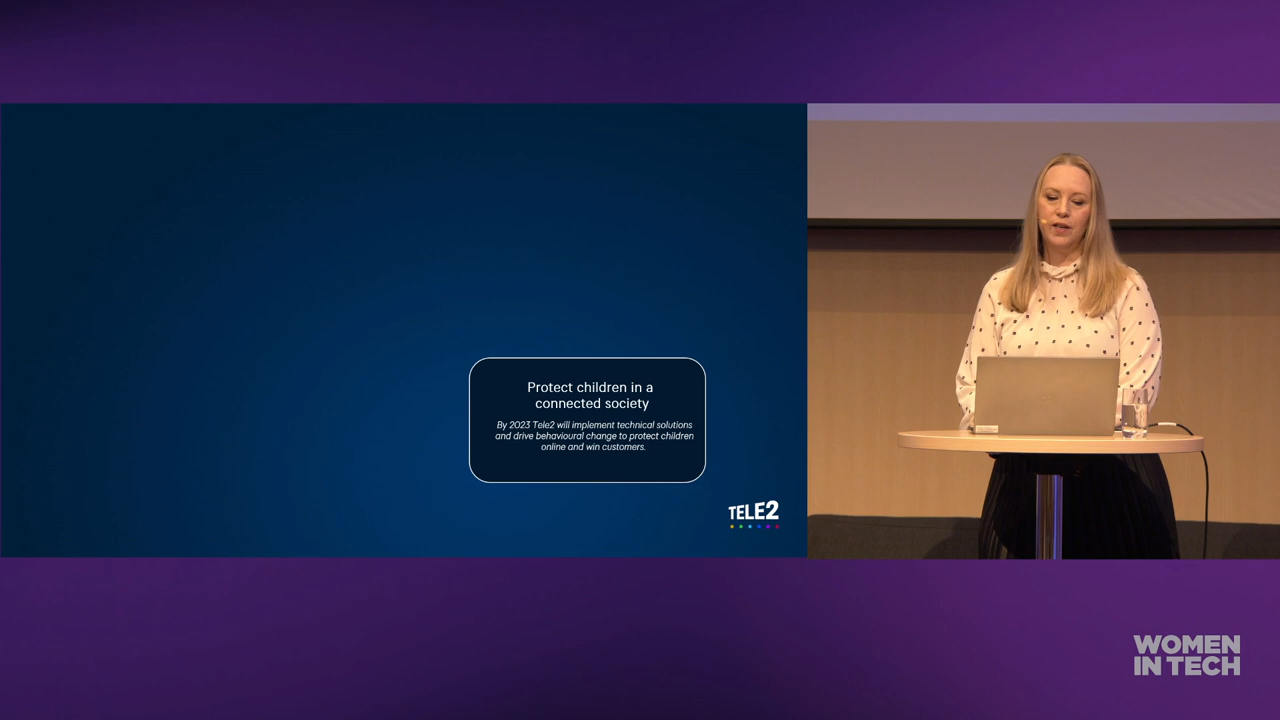 Protect children in a
connected society
By 2023 Tele2 will implement technical solutions
and drive behavioural change to protect children
online and win customers.
TELE2
WOMEN
IN TECH